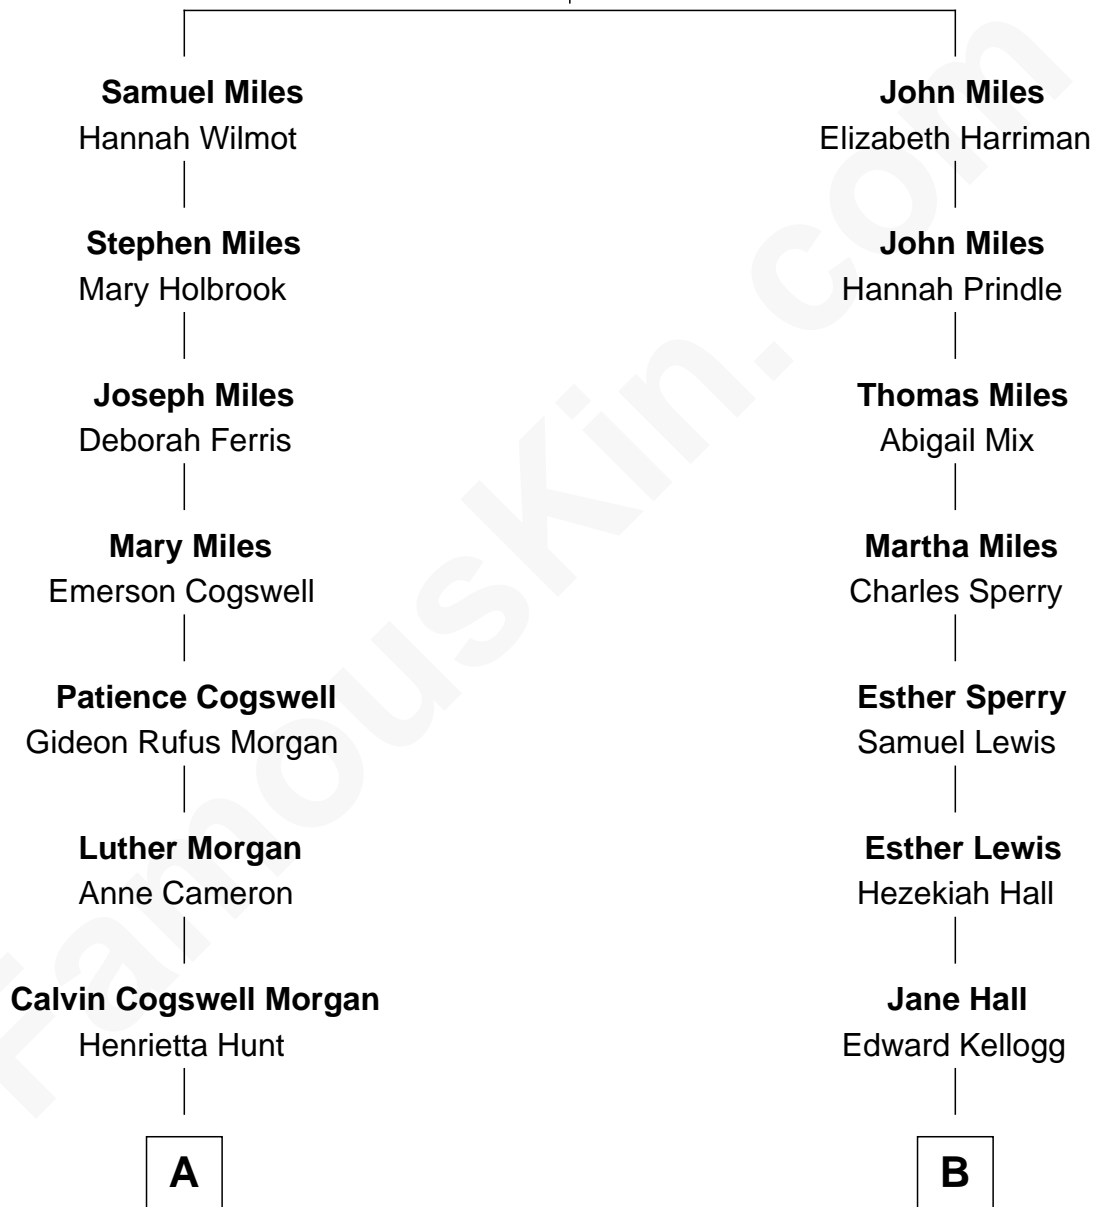 Samuel Miles
Hannah Wilmot
Stephen Miles
Mary Holbrook
Joseph Miles
Deborah Ferris
Mary Miles
Emerson Cogswell
Patience Cogswell
Gideon Rufus Morgan
Luther Morgan
Anne Cameron
Calvin Cogswell Morgan
Henrietta Hunt
A
John Miles
Elizabeth Harriman
John Miles
Hannah Prindle
Thomas Miles
Abigail Mix
Martha Miles
Charles Sperry
Esther Sperry
Samuel Lewis
Esther Lewis
Hezekiah Hall
Jane Hall
Edward Kellogg
B
FamousKin.com